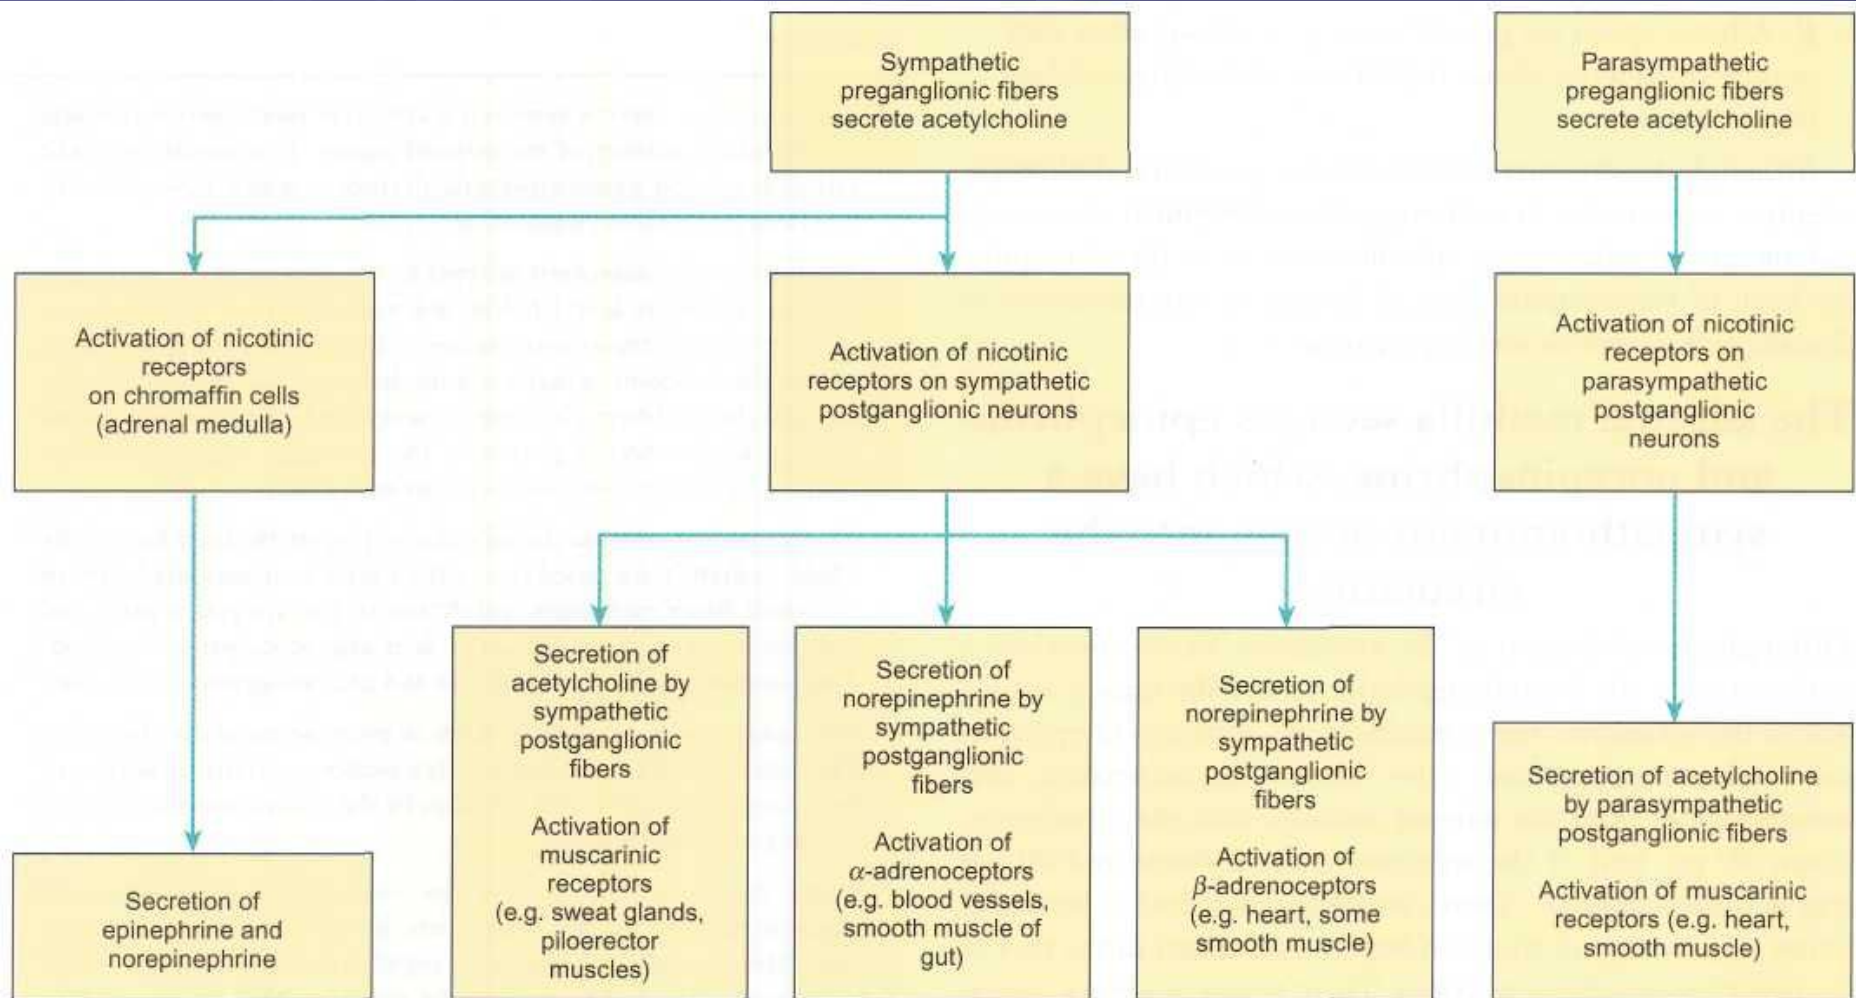 Sympathetic
preganglionic fibers
secrete acetylcholine
Parasympathetic
preganglionic fibers
secrete acetylcholine
Activation of nicotinic
receptors
on chromaffin cells
(adrenal medulla)
Activation of nicotinic
receptors on sympathetic
postganglionic neurons
Activation of nicotinic
receptors on
parasympathetic
postganglionic
neurons
Secretion of
epinephrine and
norepinephrine
Secretion of
acetylcholine by
sympathetic
postganglionic
fibers
Activation of
muscarinic
receptors
(e.g. sweat glands,
piloerector
muscles)
Secretion of
norepinephrine by
sympathetic
postganglionic
fibers
Activation of
α-adrenoceptors
(e.g. blood vessels,
smooth muscle of
gut)
Secretion of
norepinephrine by
sympathetic
postganglionic
fibers
Activation of
β-adrenoceptors
(e.g. heart, some
smooth muscle)
Secretion of acetylcholine
by parasympathetic
postganglionic fibers
Activation of muscarinic
receptors (e.g. heart,
smooth muscle)